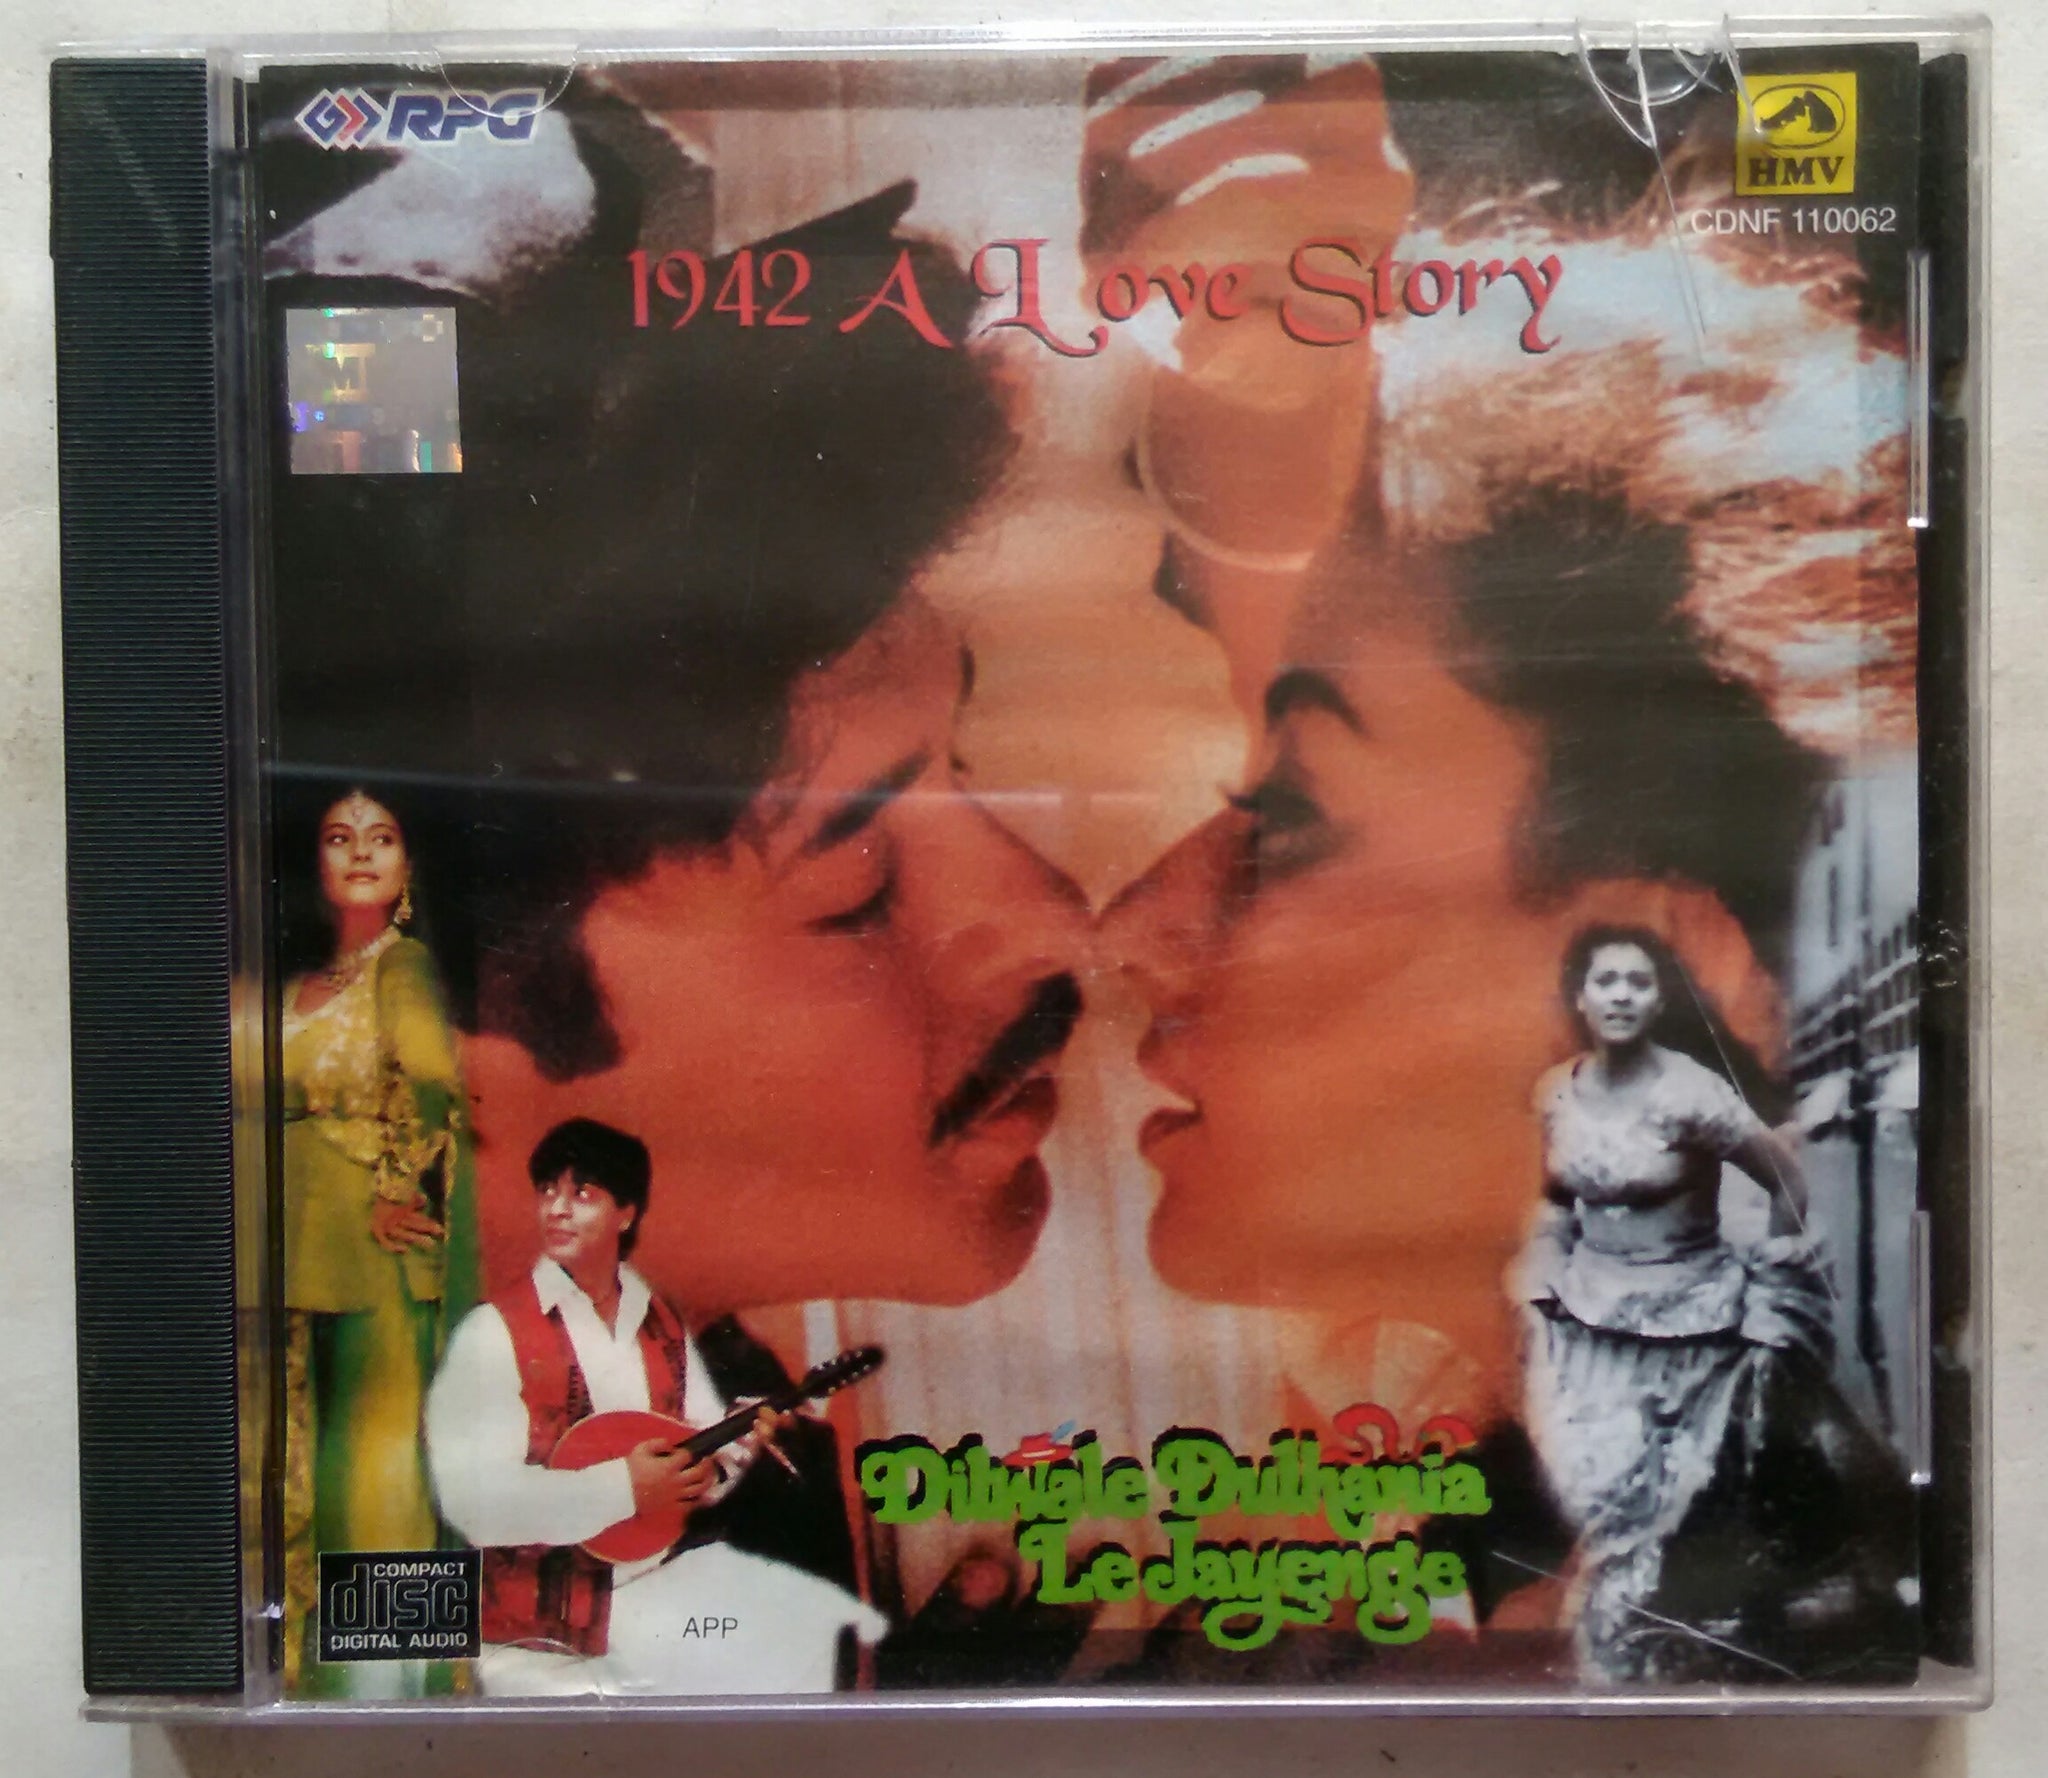 RPG
HMV
CDNF 110062
1942 A Love Story
Dilwale Dulhania
Le Jayenge
COMPACT
disc
DIGITAL AUDIO
APP